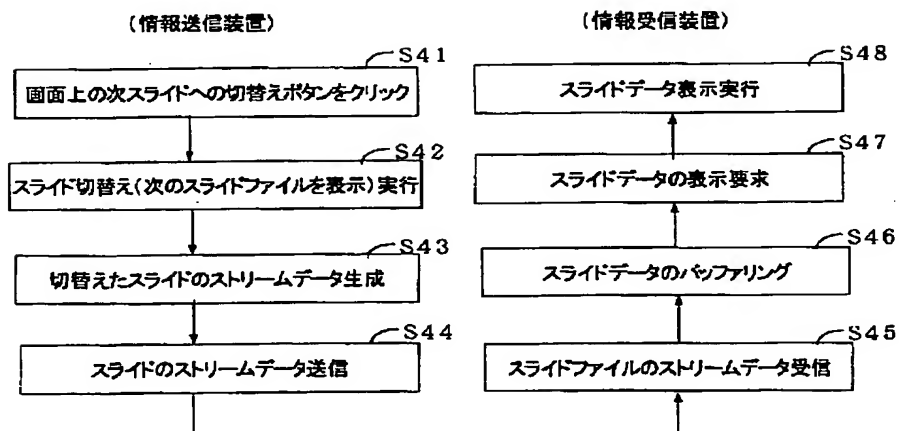 (情報送信装置)
S41
画面上の次スライドへの切替えボタンをクリック
S42
スライド切替え(次のスライドファイルを表示)実行
S43
切替えたスライドのストリームデータ生成
S44
スライドのストリームデータ送信
(情報受信装置)
S48
スライドデータ表示実行
S47
スライドデータの表示要求
S46
スライドデータのバッファリング
S45
スライドファイルのストリームデータ受信